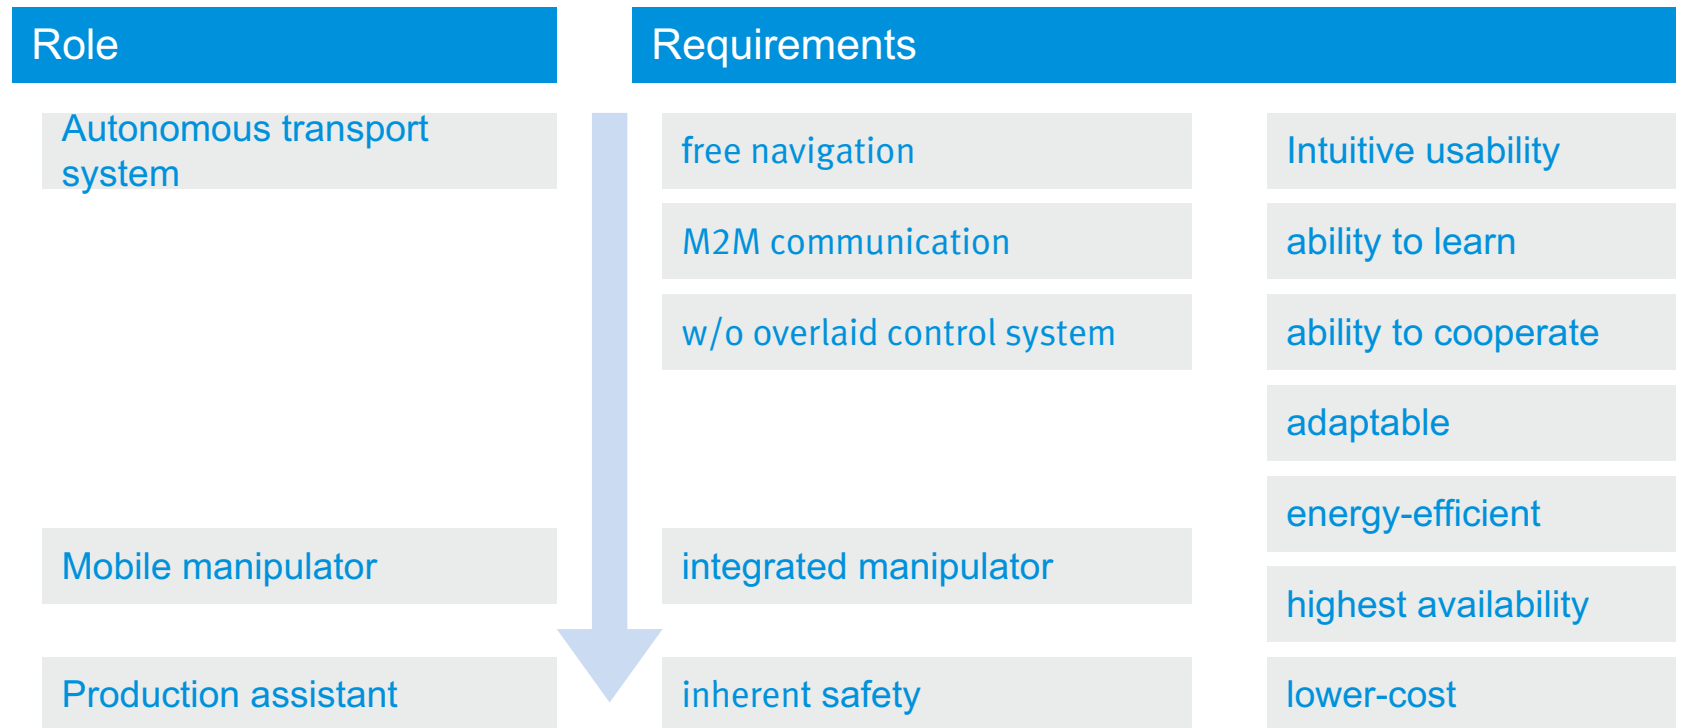 Role
Requirements
Autonomous transport
system
free navigation
Intuitive usability
M2M communication
ability to learn
w/o overlaid control system
ability to cooperate
adaptable
energy-efficient
Mobile manipulator
integrated manipulator
highest availability
Production assistant
inherent safety
lower-cost